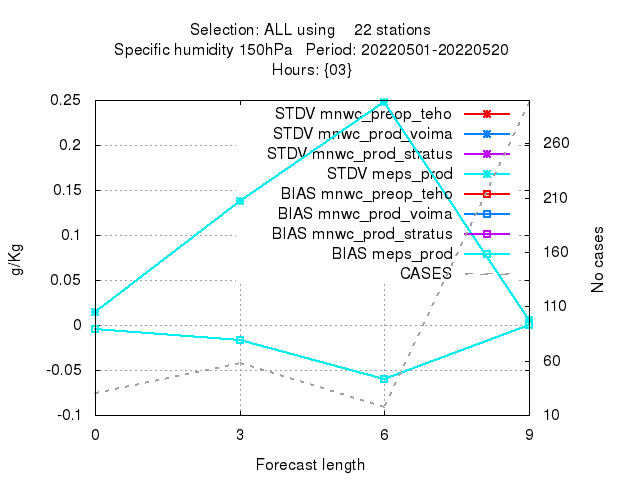 Selection: ALL using 22 stations
Specific humidity 150hPa Period: 20220501-20220520
Hours: {03}
0.25
0.2
0.15
0.1
0.05
0
-0.05
-0.1
g/Kg
STDV mnwc_preop_teho
STDV mnwc_prod_voima
STDV mnwc_prod_stratus
STDV meps_prod
BIAS mnwc_preop_teho
BIAS mnwc_prod_voima
BIAS mnwc_prod_stratus
BIAS meps_prod
CASES
260
210
160
110
60
10
No cases
0 3 6 9
Forecast length